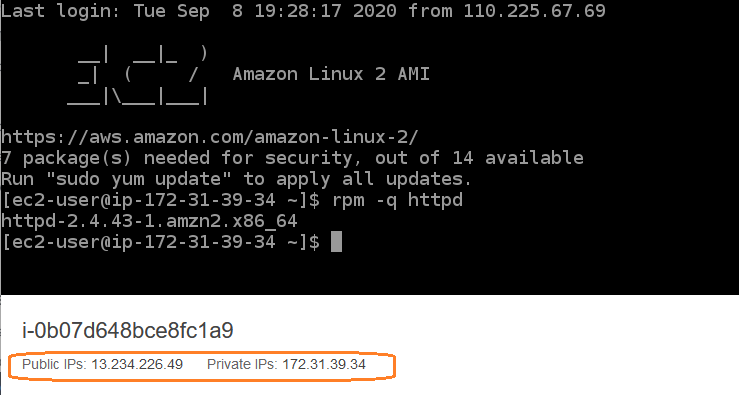 Last login: Tue Sep  8 19:28:17 2020 from 110.225.67.69
       __|  __|_  )
       _|  (     /   Amazon Linux 2 AMI
      ___|\___|___|
https://aws.amazon.com/amazon-linux-2/
7 package(s) needed for security, out of 14 available
Run "sudo yum update" to apply all updates.
[ec2-user@ip-172-31-39-34 ~]$ rpm -q httpd
httpd-2.4.43-1.amzn2.x86_64
[ec2-user@ip-172-31-39-34 ~]$
i-0b07d648bce8fc1a9
Public IPs: 13.234.226.49 Private IPs: 172.31.39.34